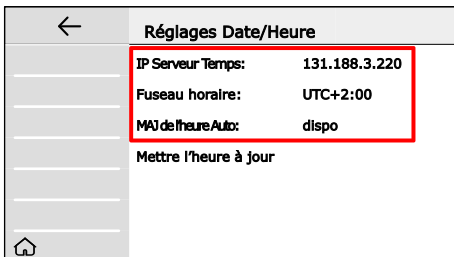 Réglages Date/Heure
IP Serveur Temps: 131.188.3.220
Fuseau horaire: UTC+2:00
MAJ de l'heure Auto: dispo
Mettre l'heure à jour